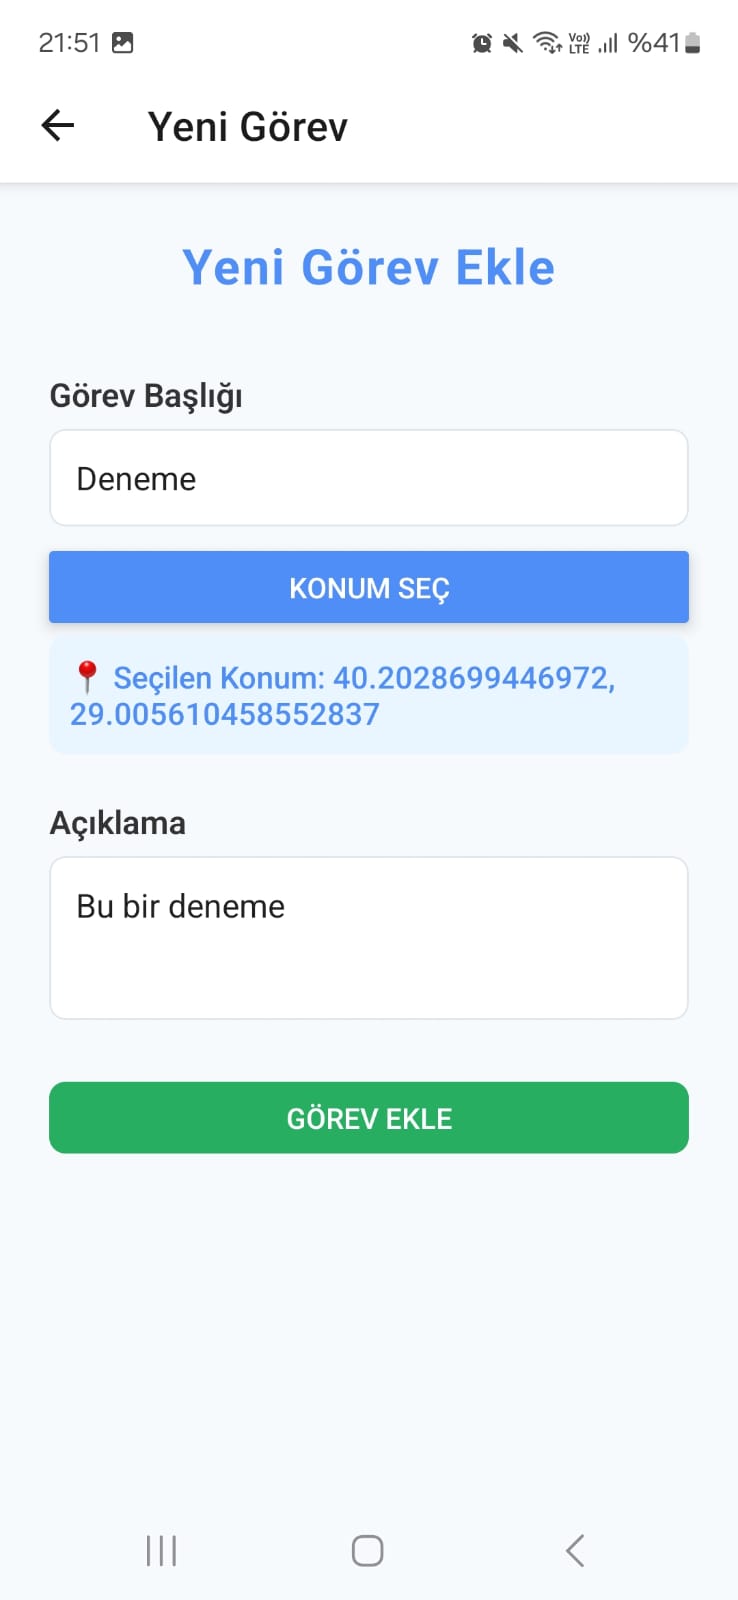 21:51 Vo)) LTE %41
Yeni Görev
Yeni Görev Ekle
Görev Başlığı
Deneme
KONUM SEÇ
📍 Seçilen Konum: 40.2028699446972,
29.005610458552837
Açıklama
Bu bir deneme
GÖREV EKLE